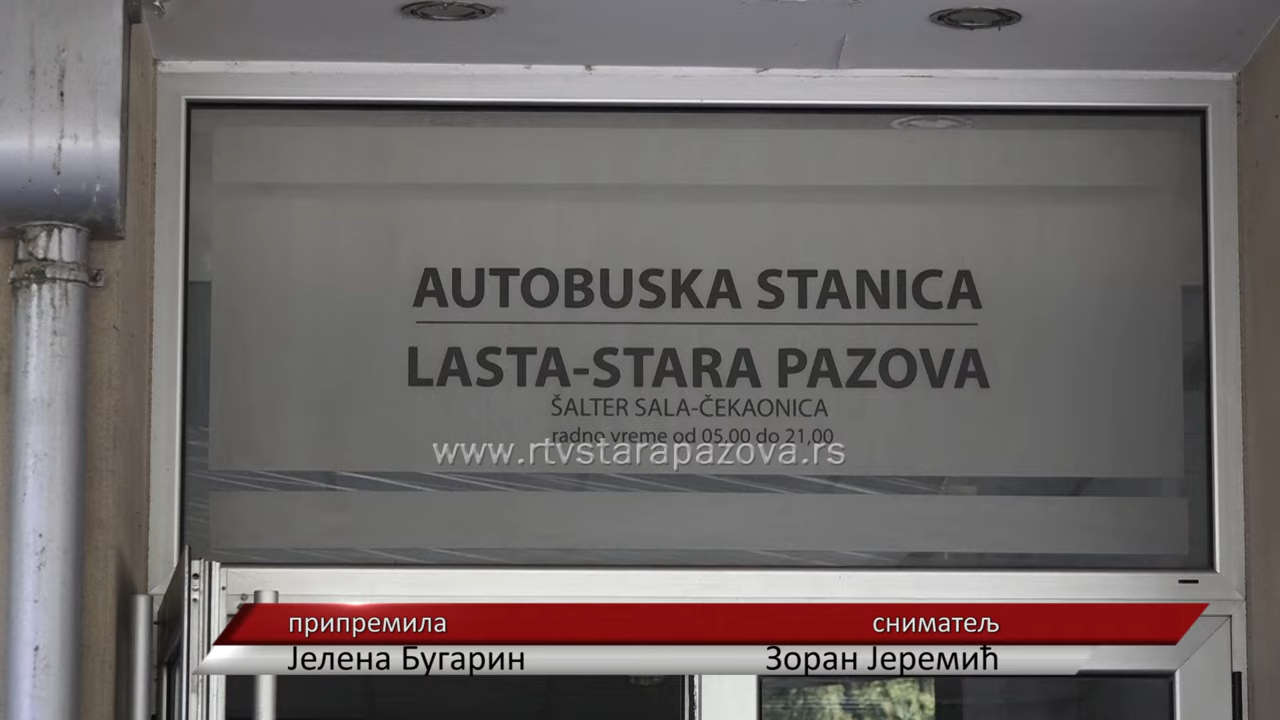 AUTOBUSKA STANICA
LASTA-STARA PAZOVA
ŠALTER SALA-ČEKAONICA
radno vreme od 05,00 do 21,00
www.rtvstarapazova.rs
припремила
сниматељ
Јелена Бугарин
Зоран Јеремић